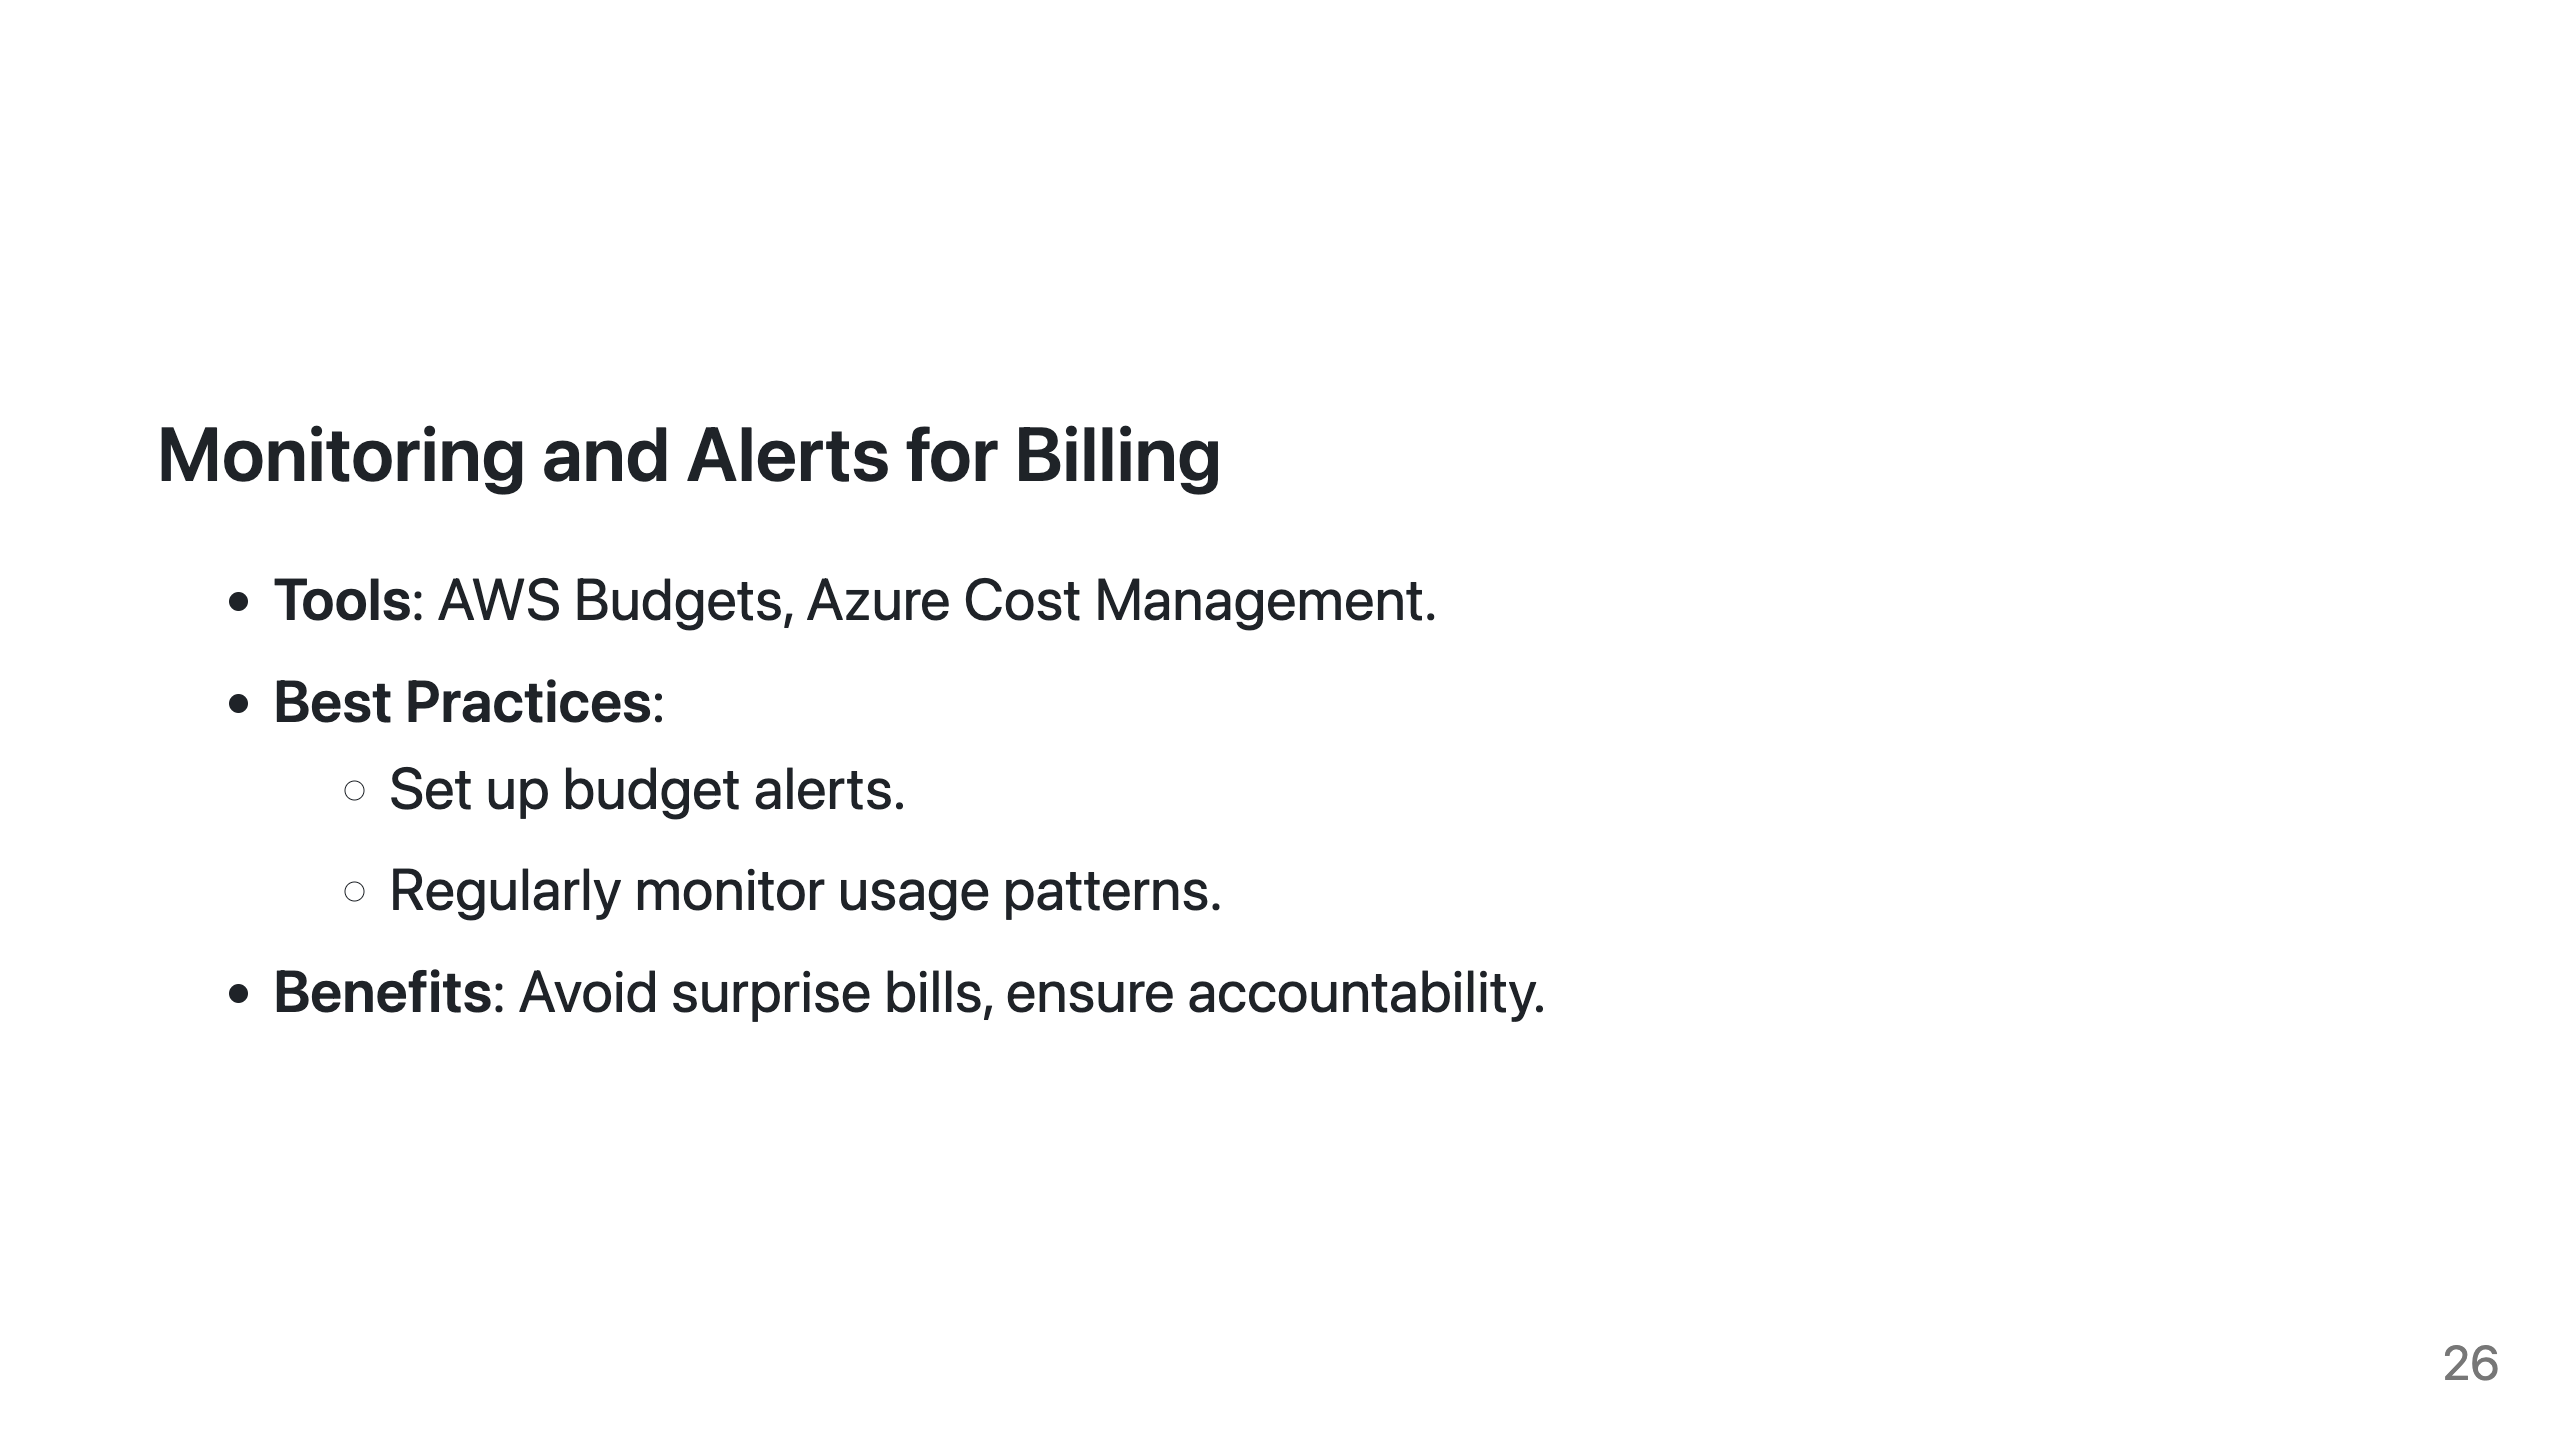 Monitoring and Alerts for Billing
Tools: AWS Budgets, Azure Cost Management.
Best Practices:
Set up budget alerts.
Regularly monitor usage patterns.
Benefits: Avoid surprise bills, ensure accountability.
26